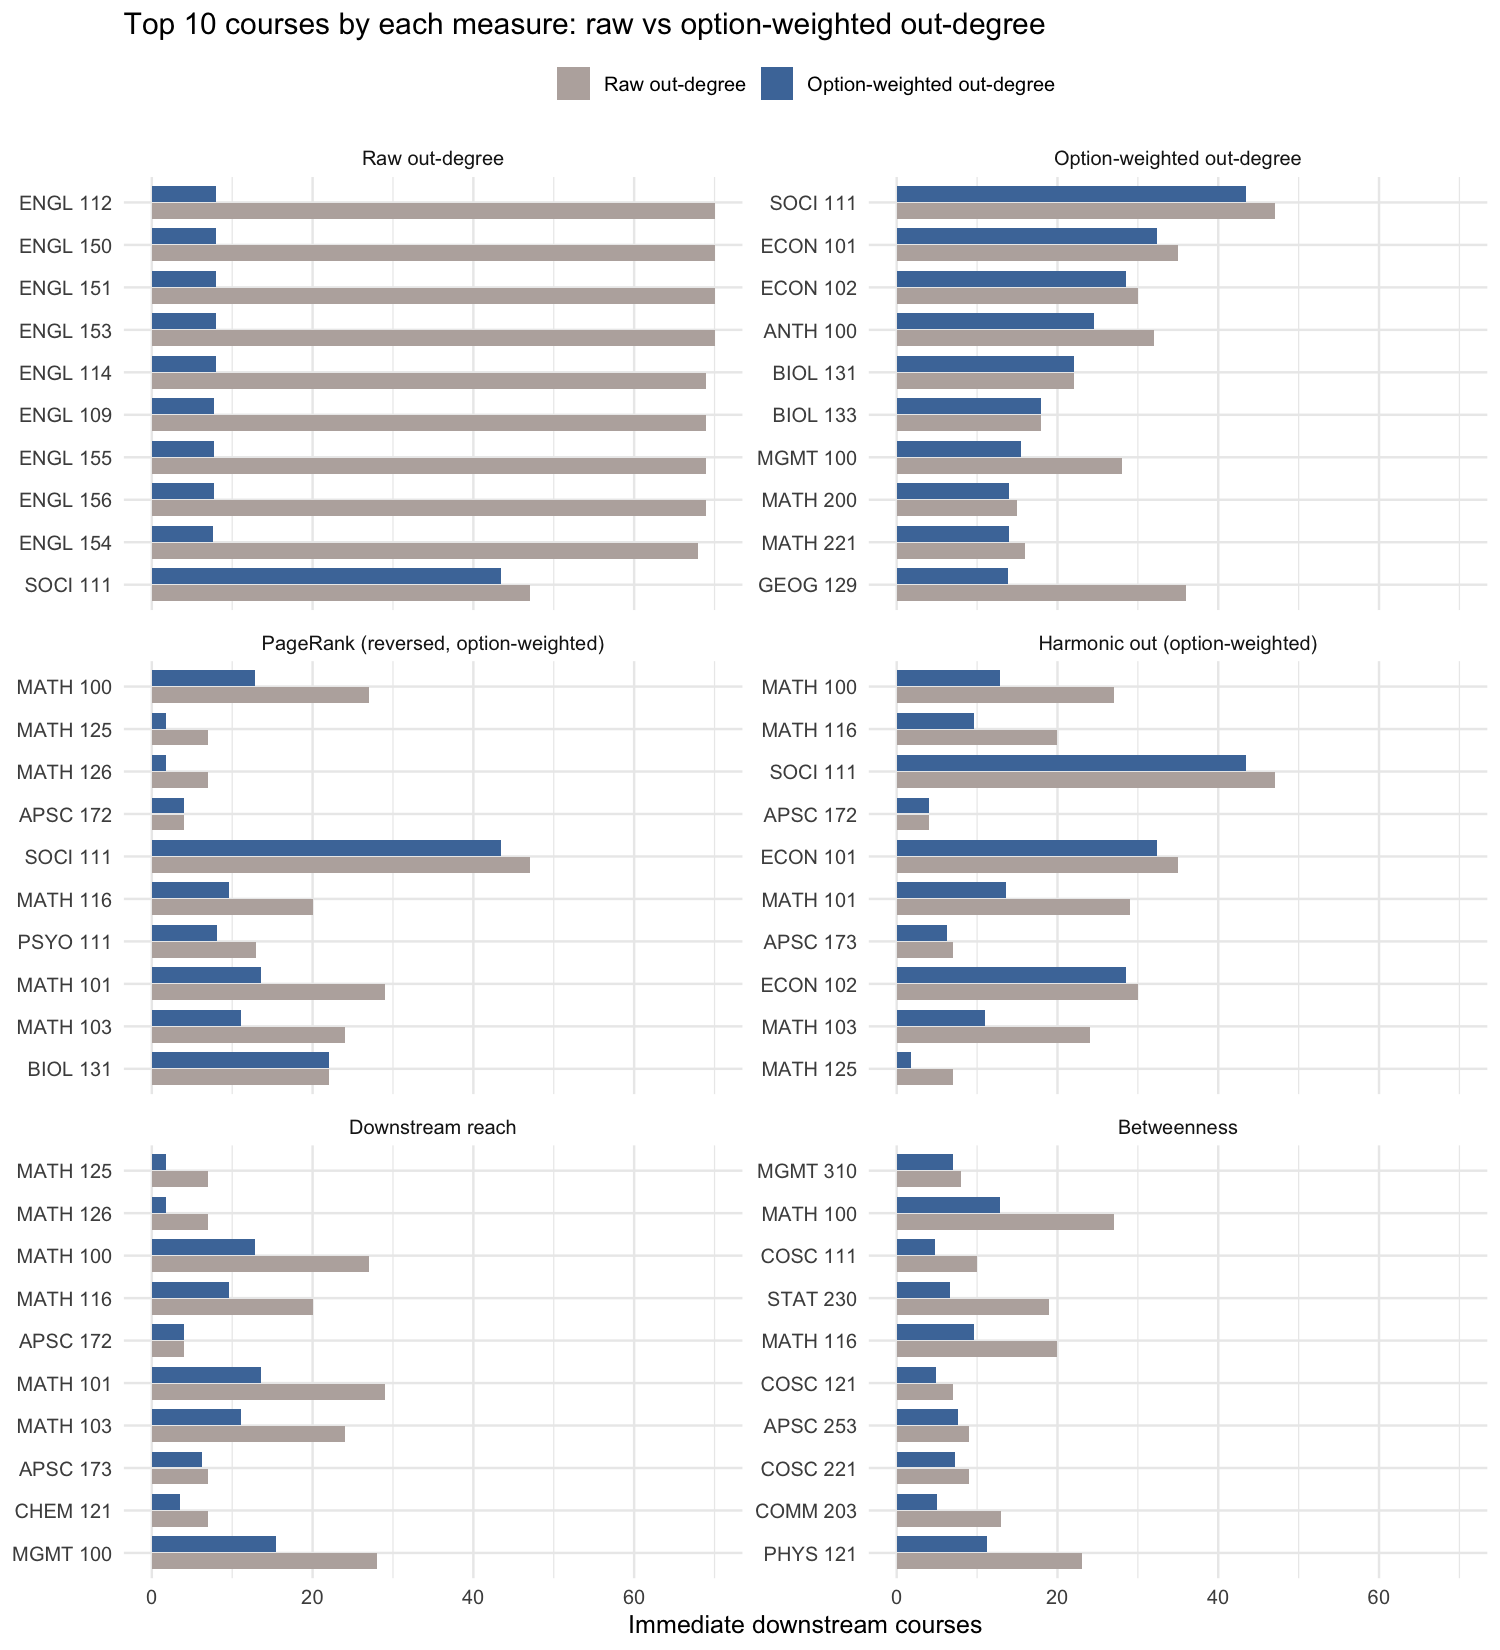 Top 10 courses by each measure: raw vs option-weighted out-degree
Raw out-degree
Option-weighted out-degree
Raw out-degree
ENGL 112
ENGL 150
ENGL 151
ENGL 153
ENGL 114
ENGL 109
ENGL 155
ENGL 156
ENGL 154
SOCI 111
Option-weighted out-degree
SOCI 111
ECON 101
ECON 102
ANTH 100
BIOL 131
BIOL 133
MGMT 100
MATH 200
MATH 221
GEOG 129
PageRank (reversed, option-weighted)
MATH 100
MATH 125
MATH 126
APSC 172
SOCI 111
MATH 116
PSYO 111
MATH 101
MATH 103
BIOL 131
Harmonic out (option-weighted)
MATH 100
MATH 116
SOCI 111
APSC 172
ECON 101
MATH 101
APSC 173
ECON 102
MATH 103
MATH 125
Downstream reach
MATH 125
MATH 126
MATH 100
MATH 116
APSC 172
MATH 101
MATH 103
APSC 173
CHEM 121
MGMT 100
0 20 40 60
Betweenness
MGMT 310
MATH 100
COSC 111
STAT 230
MATH 116
COSC 121
APSC 253
COSC 221
COMM 203
PHYS 121
0 20 40 60
Immediate downstream courses